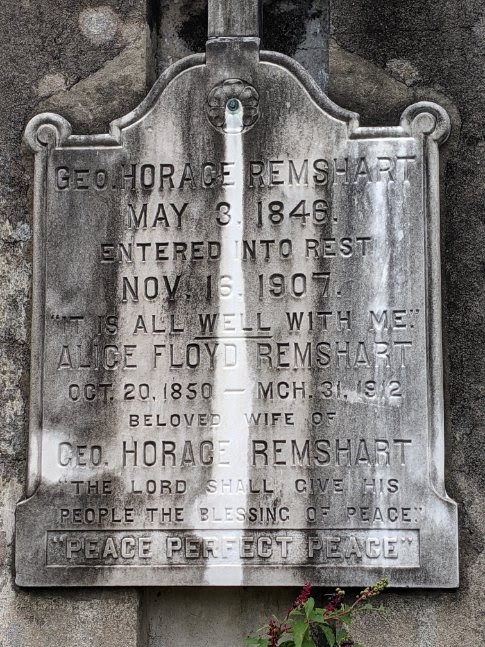 GEO. HORACE REMSHART
MAY 3, 1846.
ENTERED INTO REST
NOV. 16, 1907.
"IT IS ALL WELL WITH ME."
ALICE FLOYD REMSHART
OCT. 20, 1850 — MCH. 31, 1912
BELOVED WIFE OF
GEO. HORACE REMSHART
"THE LORD SHALL GIVE HIS
PEOPLE THE BLESSING OF PEACE."
"PEACE PERFECT PEACE"